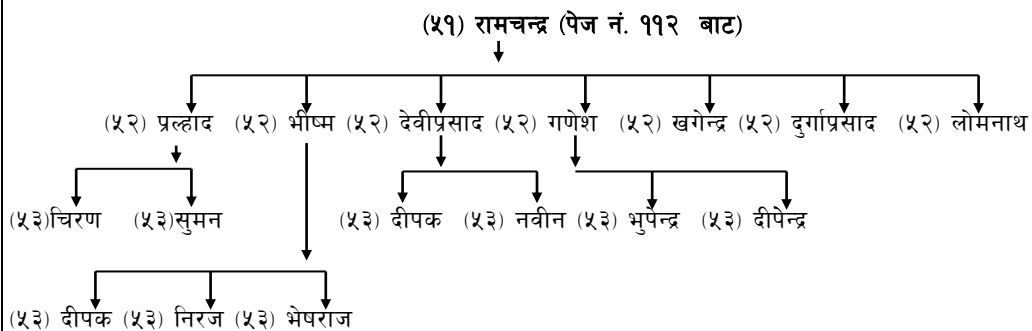 (५१) रामचन्द्र (पेज नं. ११२ बाट)
(५२) प्रल्हाद (५२) भीष्म (५२) देवीप्रसाद (५२) गणेश (५२) खगेन्द्र (५२) दुर्गाप्रसाद (५२) लोमनाथ
(५३)चिरण (५३)सुमन (५३) दीपक (५३) नवीन (५३) भुपेन्द्र (५३) दीपेन्द्र
(५३) दीपक (५३) निरज (५३) भेषराज